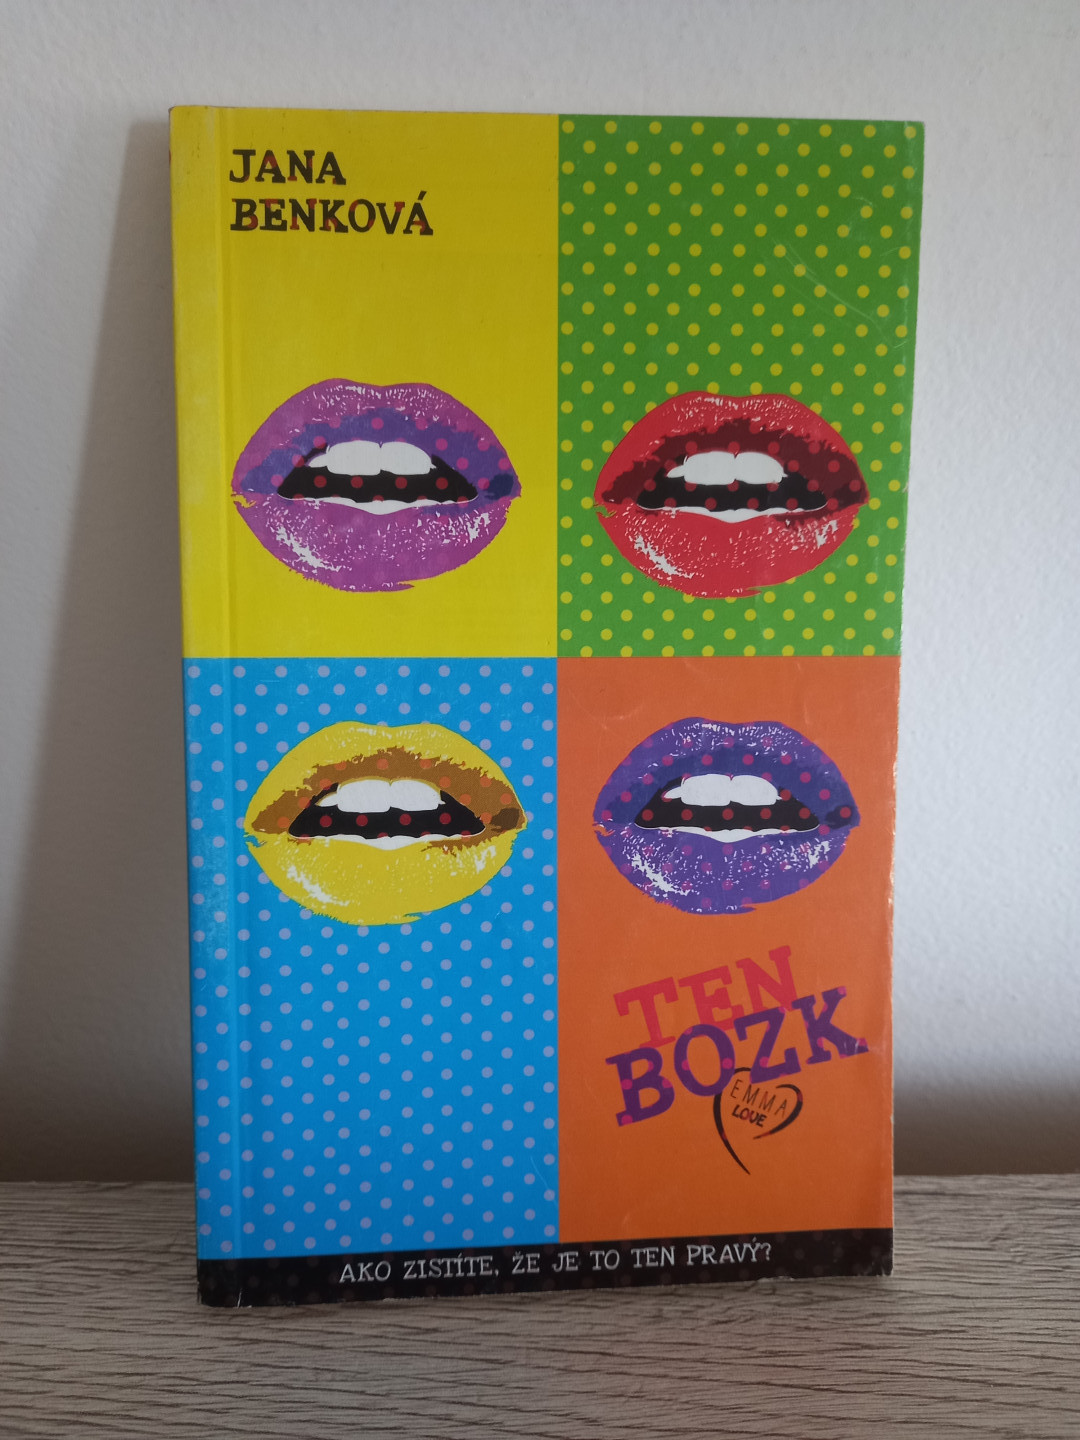 JANA
BENKOVÁ
TEN
BOZK
EMMA
LOVE
AKO ZISTÍTE, ŽE JE TO TEN PRAVÝ?